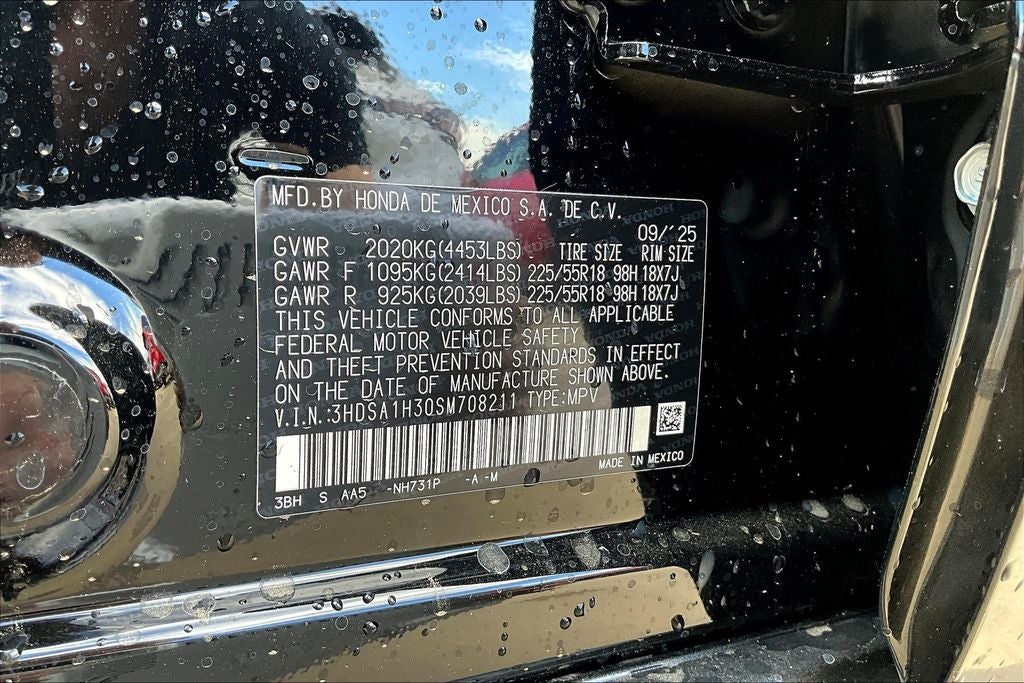 MFD.BY HONDA DE MEXICO S.A. DE C.V.
09/'25
GVWR 2020KG(4453LBS) TIRE SIZE RIM SIZE
GAWR F 1095KG(2414LBS) 225/55R18 98H 18X7J
GAWR R 925KG(2039LBS) 225/55R18 98H 18X7J
THIS VEHICLE CONFORMS TO ALL APPLICABLE
FEDERAL MOTOR VEHICLE SAFETY
AND THEFT PREVENTION STANDARDS IN EFFECT
ON THE DATE OF MANUFACTURE SHOWN ABOVE.
V.I.N.:3HDSA1H30SM708211 TYPE:MPV
MADE IN MEXICO
3BH S AA5 -NH731P -A -M